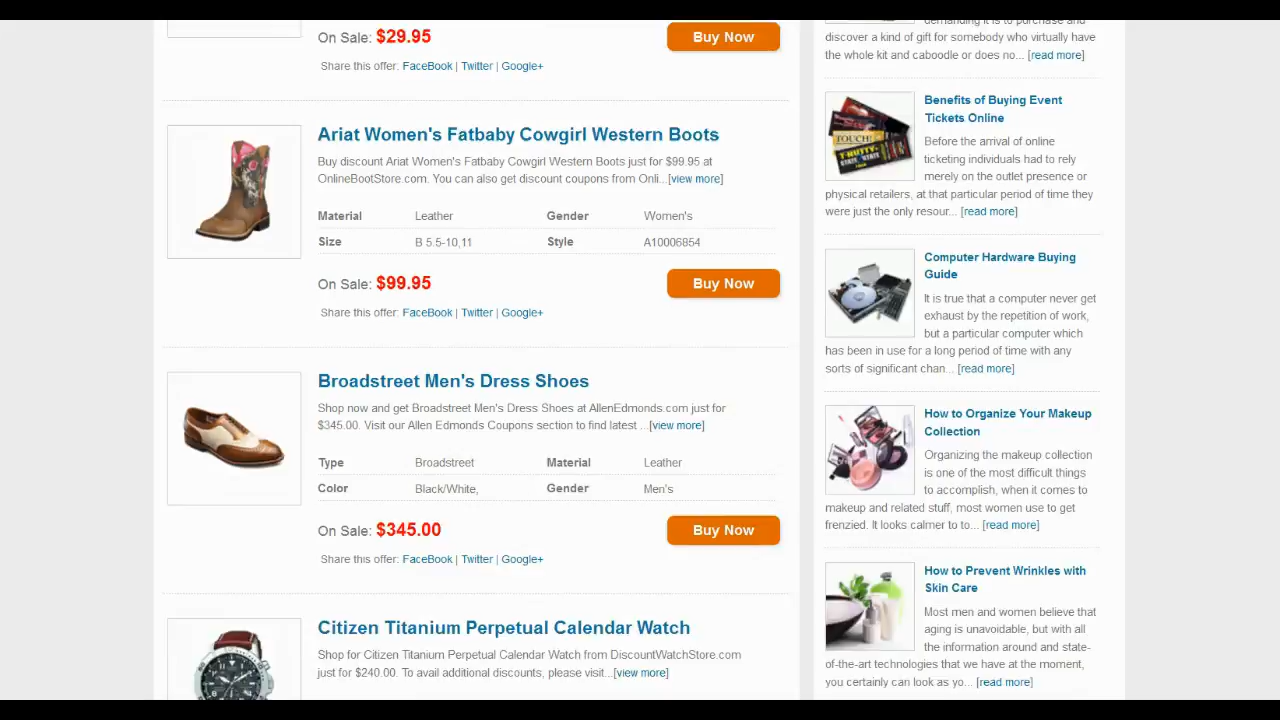 On Sale: $29.95
Buy Now
Share this offer: FaceBook | Twitter | Google+
Ariat Women's Fatbaby Cowgirl Western Boots
Buy discount Ariat Women's Fatbaby Cowgirl Western Boots just for $99.95 at
OnlineBootStore.com. You can also get discount coupons from Onli...[view more]
Material Leather Gender Women's
Size B 5.5-10,11 Style A10006854
On Sale: $99.95
Buy Now
Share this offer: FaceBook | Twitter | Google+
Broadstreet Men's Dress Shoes
Shop now and get Broadstreet Men's Dress Shoes at AllenEdmonds.com just for
$345.00. Visit our Allen Edmonds Coupons section to find latest ...[view more]
Type Broadstreet Material Leather
Color Black/White, Gender Men's
On Sale: $345.00
Buy Now
Share this offer: FaceBook | Twitter | Google+
Citizen Titanium Perpetual Calendar Watch
Shop for Citizen Titanium Perpetual Calendar Watch from DiscountWatchStore.com
just for $240.00. To avail additional discounts, please visit...[view more]
demanding it is to purchase and
discover a kind of gift for somebody who virtually have
the whole kit and caboodle or does no... [read more]
Benefits of Buying Event
Tickets Online
Before the arrival of online
ticketing individuals had to rely
merely on the outlet presence or
physical retailers, at that particular period of time they
were just the only resour... [read more]
TOUCH!
Computer Hardware Buying
Guide
It is true that a computer never get
exhaust by the repetition of work,
but a particular computer which
has been in use for a long period of time with any
sorts of significant chan... [read more]
How to Organize Your Makeup
Collection
Organizing the makeup collection
is one of the most difficult things
to accomplish, when it comes to
makeup and related stuff, most women use to get
frenzied. It looks calmer to to... [read more]
How to Prevent Wrinkles with
Skin Care
Most men and women believe that
aging is unavoidable, but with all
the information around and state-
of-the-art technologies that we have at the moment,
you certainly can look as yo... [read more]